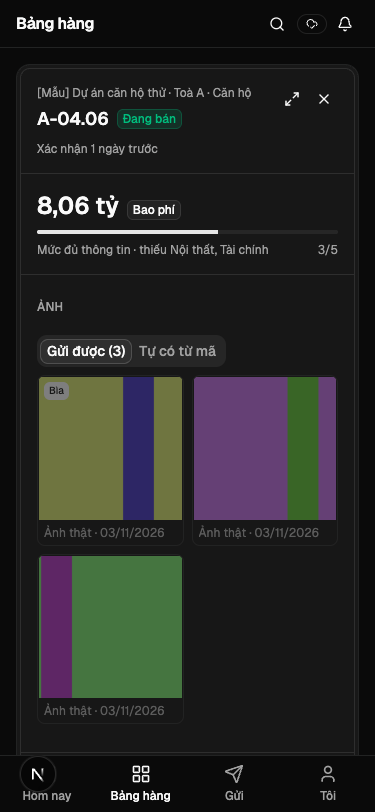 Bảng hàng
[Mẫu] Dự án căn hộ thử · Toà A · Căn hộ
A-04.06 Đang bán
Xác nhận 1 ngày trước
8,06 tỷ Bao phí
Mức đủ thông tin · thiếu Nội thất, Tài chính 3/5
ẢNH
Gửi được (3) Tự có từ mã
Bìa
Ảnh thật · 03/11/2026 Ảnh thật · 03/11/2026
Ảnh thật · 03/11/2026
N
Hôm nay Bảng hàng Gửi Tôi